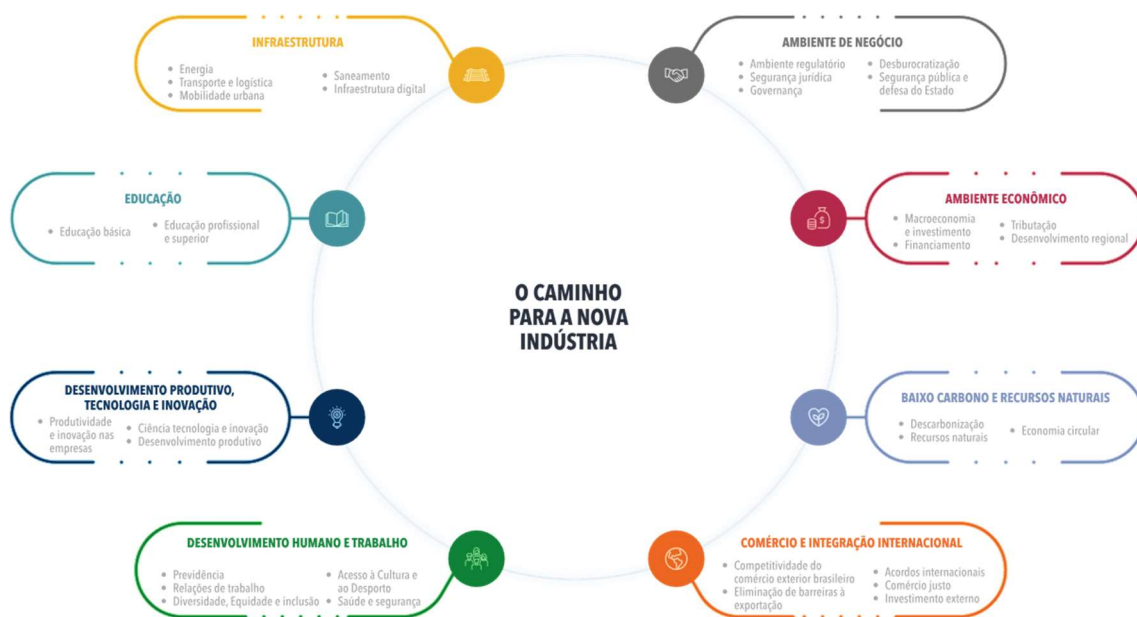 INFRAESTRUTURA
• Energia
• Transporte e logística
• Mobilidade urbana
• Saneamento
• Infraestrutura digital
AMBIENTE DE NEGÓCIO
• Ambiente regulatório
• Segurança jurídica
• Governança
• Desburocratização
• Segurança pública e
defesa do Estado
EDUCAÇÃO
• Educação básica
• Educação profissional
e superior
AMBIENTE ECONÔMICO
• Macroeconomia
e investimento
• Financiamento
• Tributação
• Desenvolvimento regional
O CAMINHO
PARA A NOVA
INDÚSTRIA
DESENVOLVIMENTO PRODUTIVO,
TECNOLOGIA E INOVAÇÃO
• Produtividade
e inovação nas
empresas
• Ciência tecnologia e inovação
• Desenvolvimento produtivo
BAIXO CARBONO E RECURSOS NATURAIS
• Descarbonização
• Recursos naturais
• Economia circular
DESENVOLVIMENTO HUMANO E TRABALHO
• Previdência
• Relações de trabalho
• Diversidade, Equidade e inclusão
• Acesso à Cultura e
ao Desporto
• Saúde e segurança
COMÉRCIO E INTEGRAÇÃO INTERNACIONAL
• Competitividade do
comércio exterior brasileiro
• Eliminação de barreiras à
exportação
• Acordos internacionais
• Comércio justo
• Investimento externo